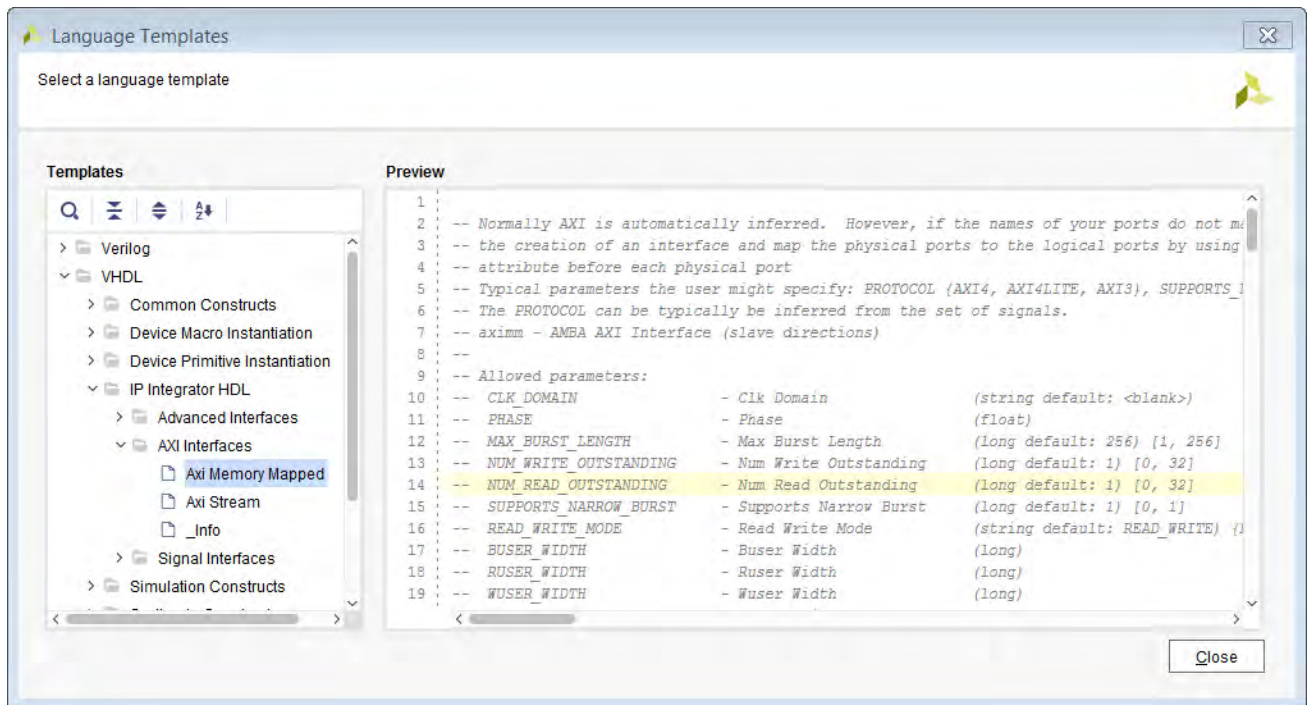 Language Templates
Select a language template
Templates
Preview
Verilog
VHDL
Common Constructs
Device Macro Instantiation
Device Primitive Instantiation
IP Integrator HDL
Advanced Interfaces
AXI Interfaces
Axi Memory Mapped
Axi Stream
_Info
Signal Interfaces
Simulation Constructs
1
2 -- Normally AXI is automatically inferred.  However, if the names of your ports do not
3 -- the creation of an interface and map the physical ports to the logical ports by using
4 -- attribute before each physical port
5 -- Typical parameters the user might specify: PROTOCOL {AXI4, AXI4LITE, AXI3},
6 -- The PROTOCOL can be typically be inferred from the set of signals.
7 -- aximm - AMBA AXI Interface (slave directions)
8 --
9 -- Allowed parameters:
10 -- CLK_DOMAIN - Clk Domain (string default: <blank>)
11 -- PHASE - Phase (float)
12 -- MAX_BURST_LENGTH - Max Burst Length (long default: 256) [1, 256]
13 -- NUM_WRITE_OUTSTANDING - Num Write Outstanding (long default: 1) [0, 32]
14 -- NUM_READ_OUTSTANDING - Num Read Outstanding (long default: 1) [0, 32]
15 -- SUPPORTS_NARROW_BURST - Supports Narrow Burst (long default: 1) [0, 1]
16 -- READ_WRITE_MODE - Read Write Mode (string default: READ_WRITE)
17 -- BUSER_WIDTH - Buser Width (long)
18 -- RUSER_WIDTH - Ruser Width (long)
19 -- WUSER_WIDTH - Wuser Width (long)
Close